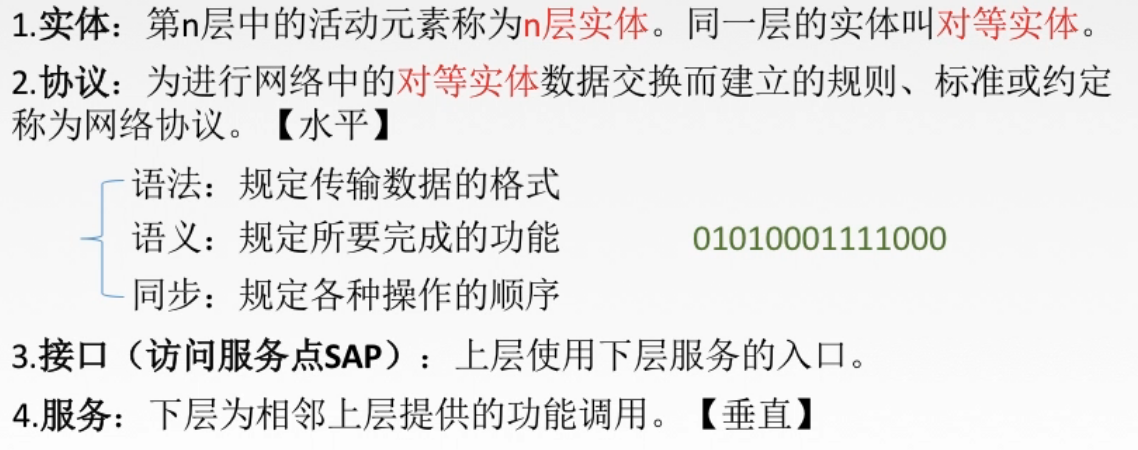 1.实体：第n层中的活动元素称为n层实体。同一层的实体叫对等实体。
2.协议：为进行网络中的对等实体数据交换而建立的规则、标准或约定
称为网络协议。【水平】
语法：规定传输数据的格式
语义：规定所要完成的功能 01010001111000
同步：规定各种操作的顺序
3.接口（访问服务点SAP）：上层使用下层服务的入口。
4.服务：下层为相邻上层提供的功能调用。【垂直】